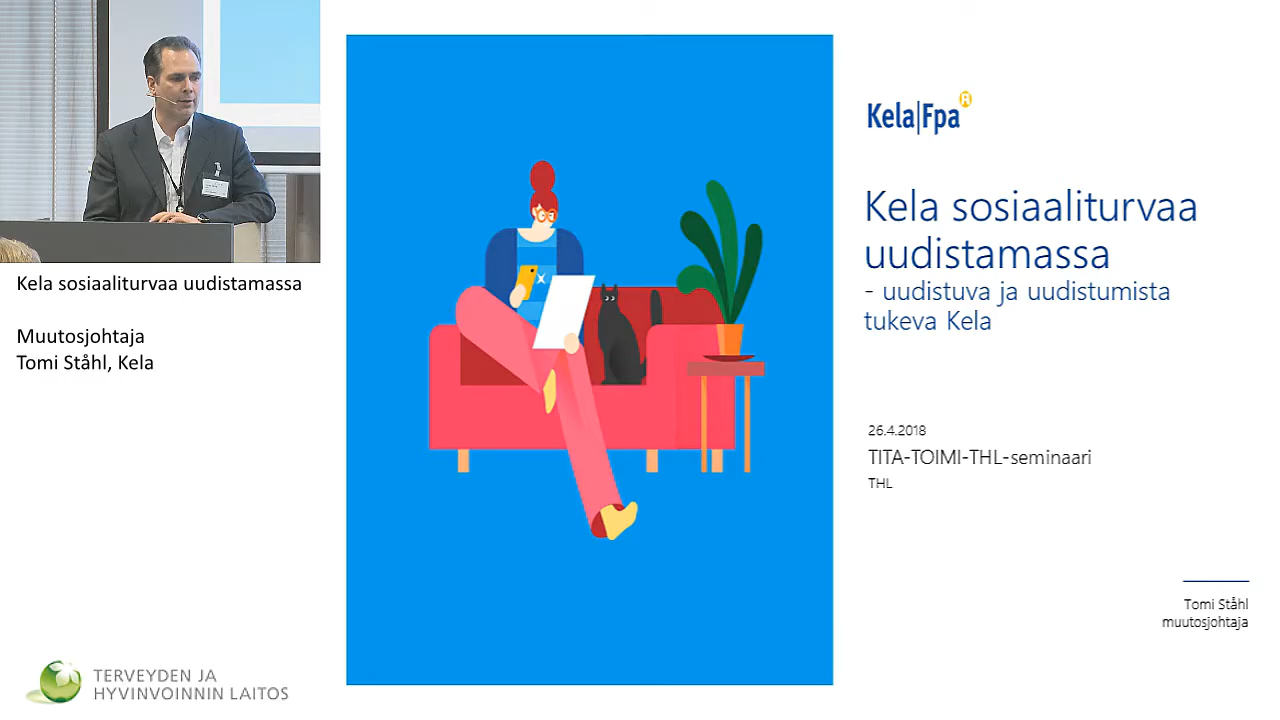 Kela sosiaaliturvaa uudistamassa
Muutosjohtaja
Tomi Ståhl, Kela
TERVEYDEN JA
HYVINVOINNIN LAITOS
Kela|Fpa
Kela sosiaaliturvaa
uudistamassa
- uudistuva ja uudistumista
tukeva Kela
26.4.2018
TITA-TOIMI-THL-seminaari
THL
Tomi Ståhl
muutosjohtaja